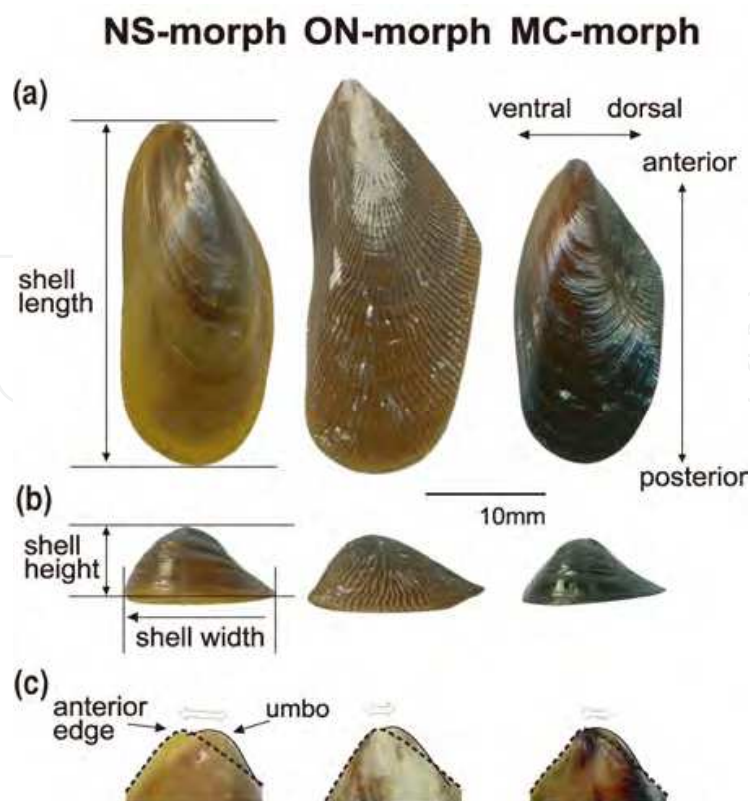 NS-morph ON-morph MC-morph
(a)
ventral dorsal
anterior
shell
length
posterior
10mm
(b)
shell
height
shell width
(c)
anterior
edge
umbo